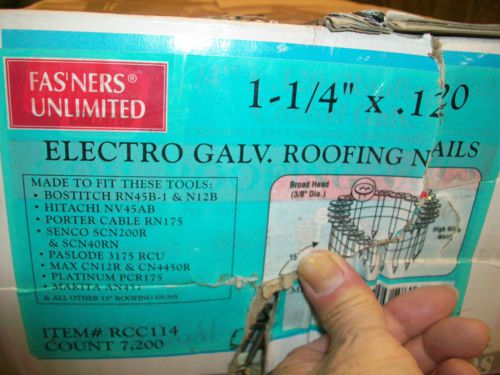 FAS'NERS®
UNLIMITED
1-1/4" x .120
ELECTRO GALV. ROOFING NAILS
MADE TO FIT THESE TOOLS:
• BOSTITCH RN45B-1 & N12B
• HITACHI NV45AB
• PORTER CABLE RN175
• SENCO SCN200R
& SCN40RN
• PASLODE 3175 RCU
• MAX CN12R & CN4450R
• PLATINUM PCR175
• MAKITA AN451
& ALL OTHER 15° ROOFING GUNS
ITEM# RCC114
COUNT 7,200
Broad Head
(3/8" Dia.)
High Wire
15°